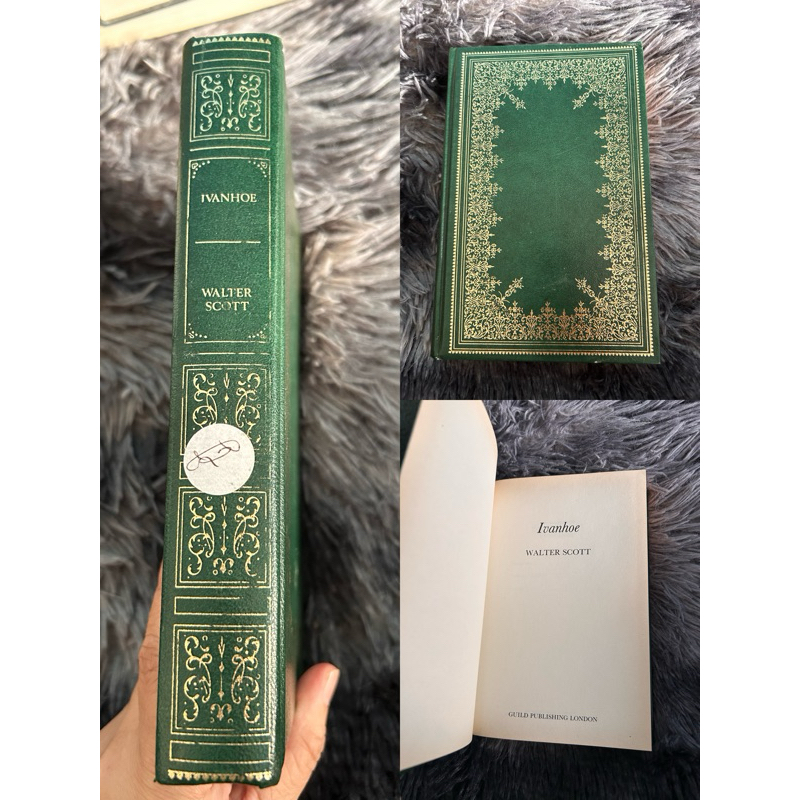 IVANHOE
WALTER
SCOTT
Ivanhoe
WALTER SCOTT
GUILD PUBLISHING LONDON